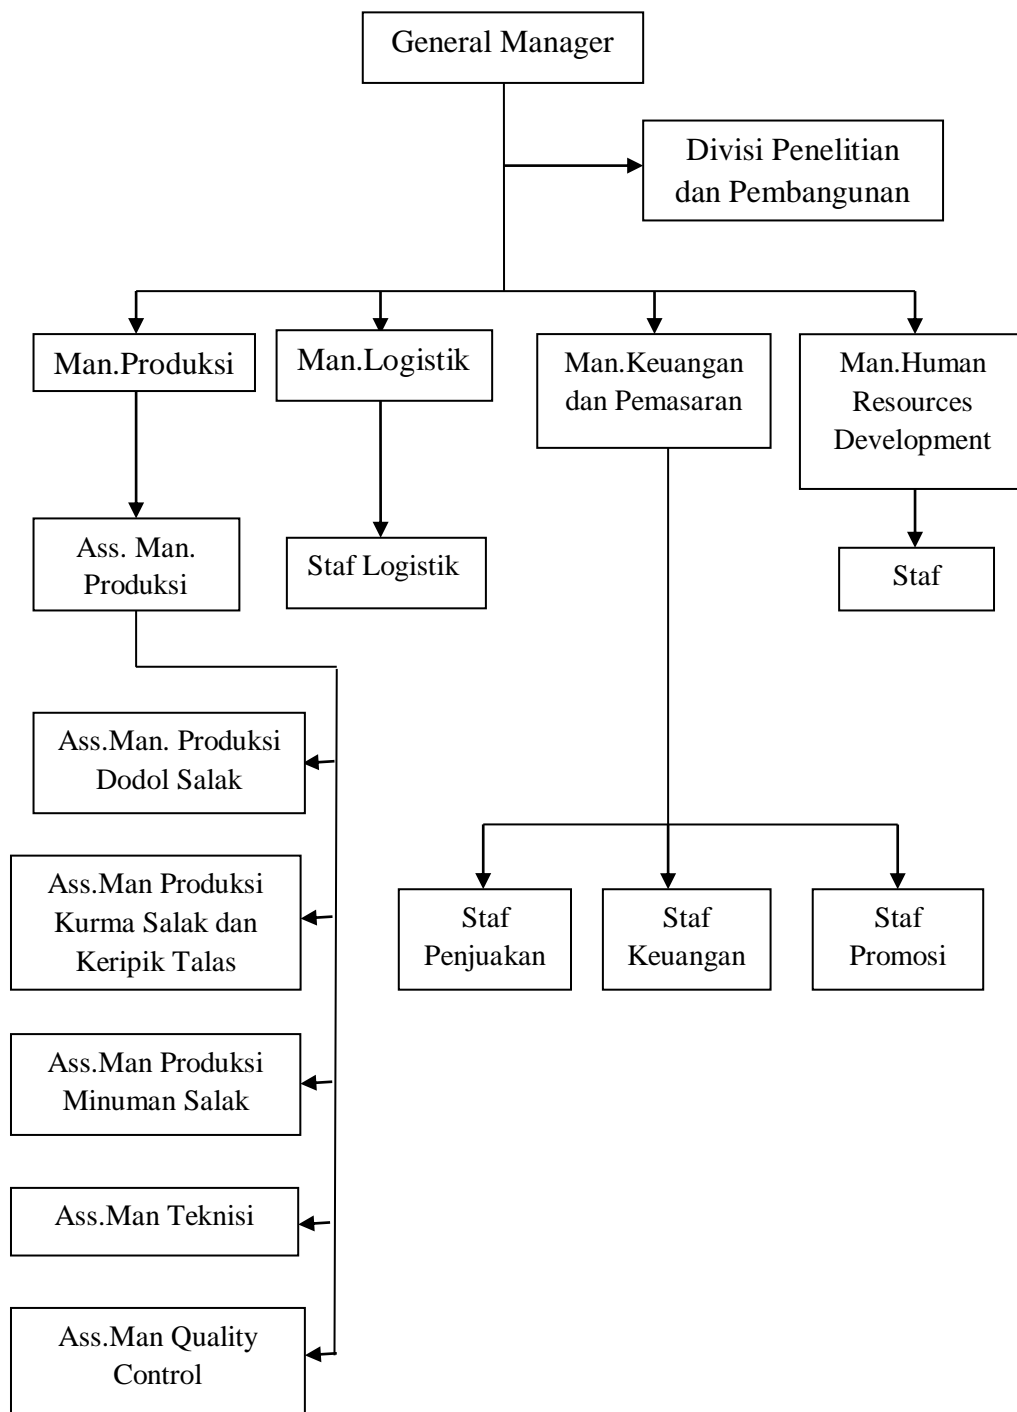 General Manager
Divisi Penelitian
dan Pembangunan
Man.Produksi
Man.Logistik
Man.Keuangan
dan Pemasaran
Man.Human
Resources
Development
Ass. Man.
Produksi
Staf Logistik
Staf
Ass.Man. Produksi
Dodol Salak
Ass.Man Produksi
Kurma Salak dan
Keripik Talas
Staf
Penjuakan
Staf
Keuangan
Staf
Promosi
Ass.Man Produksi
Minuman Salak
Ass.Man Teknisi
Ass.Man Quality
Control